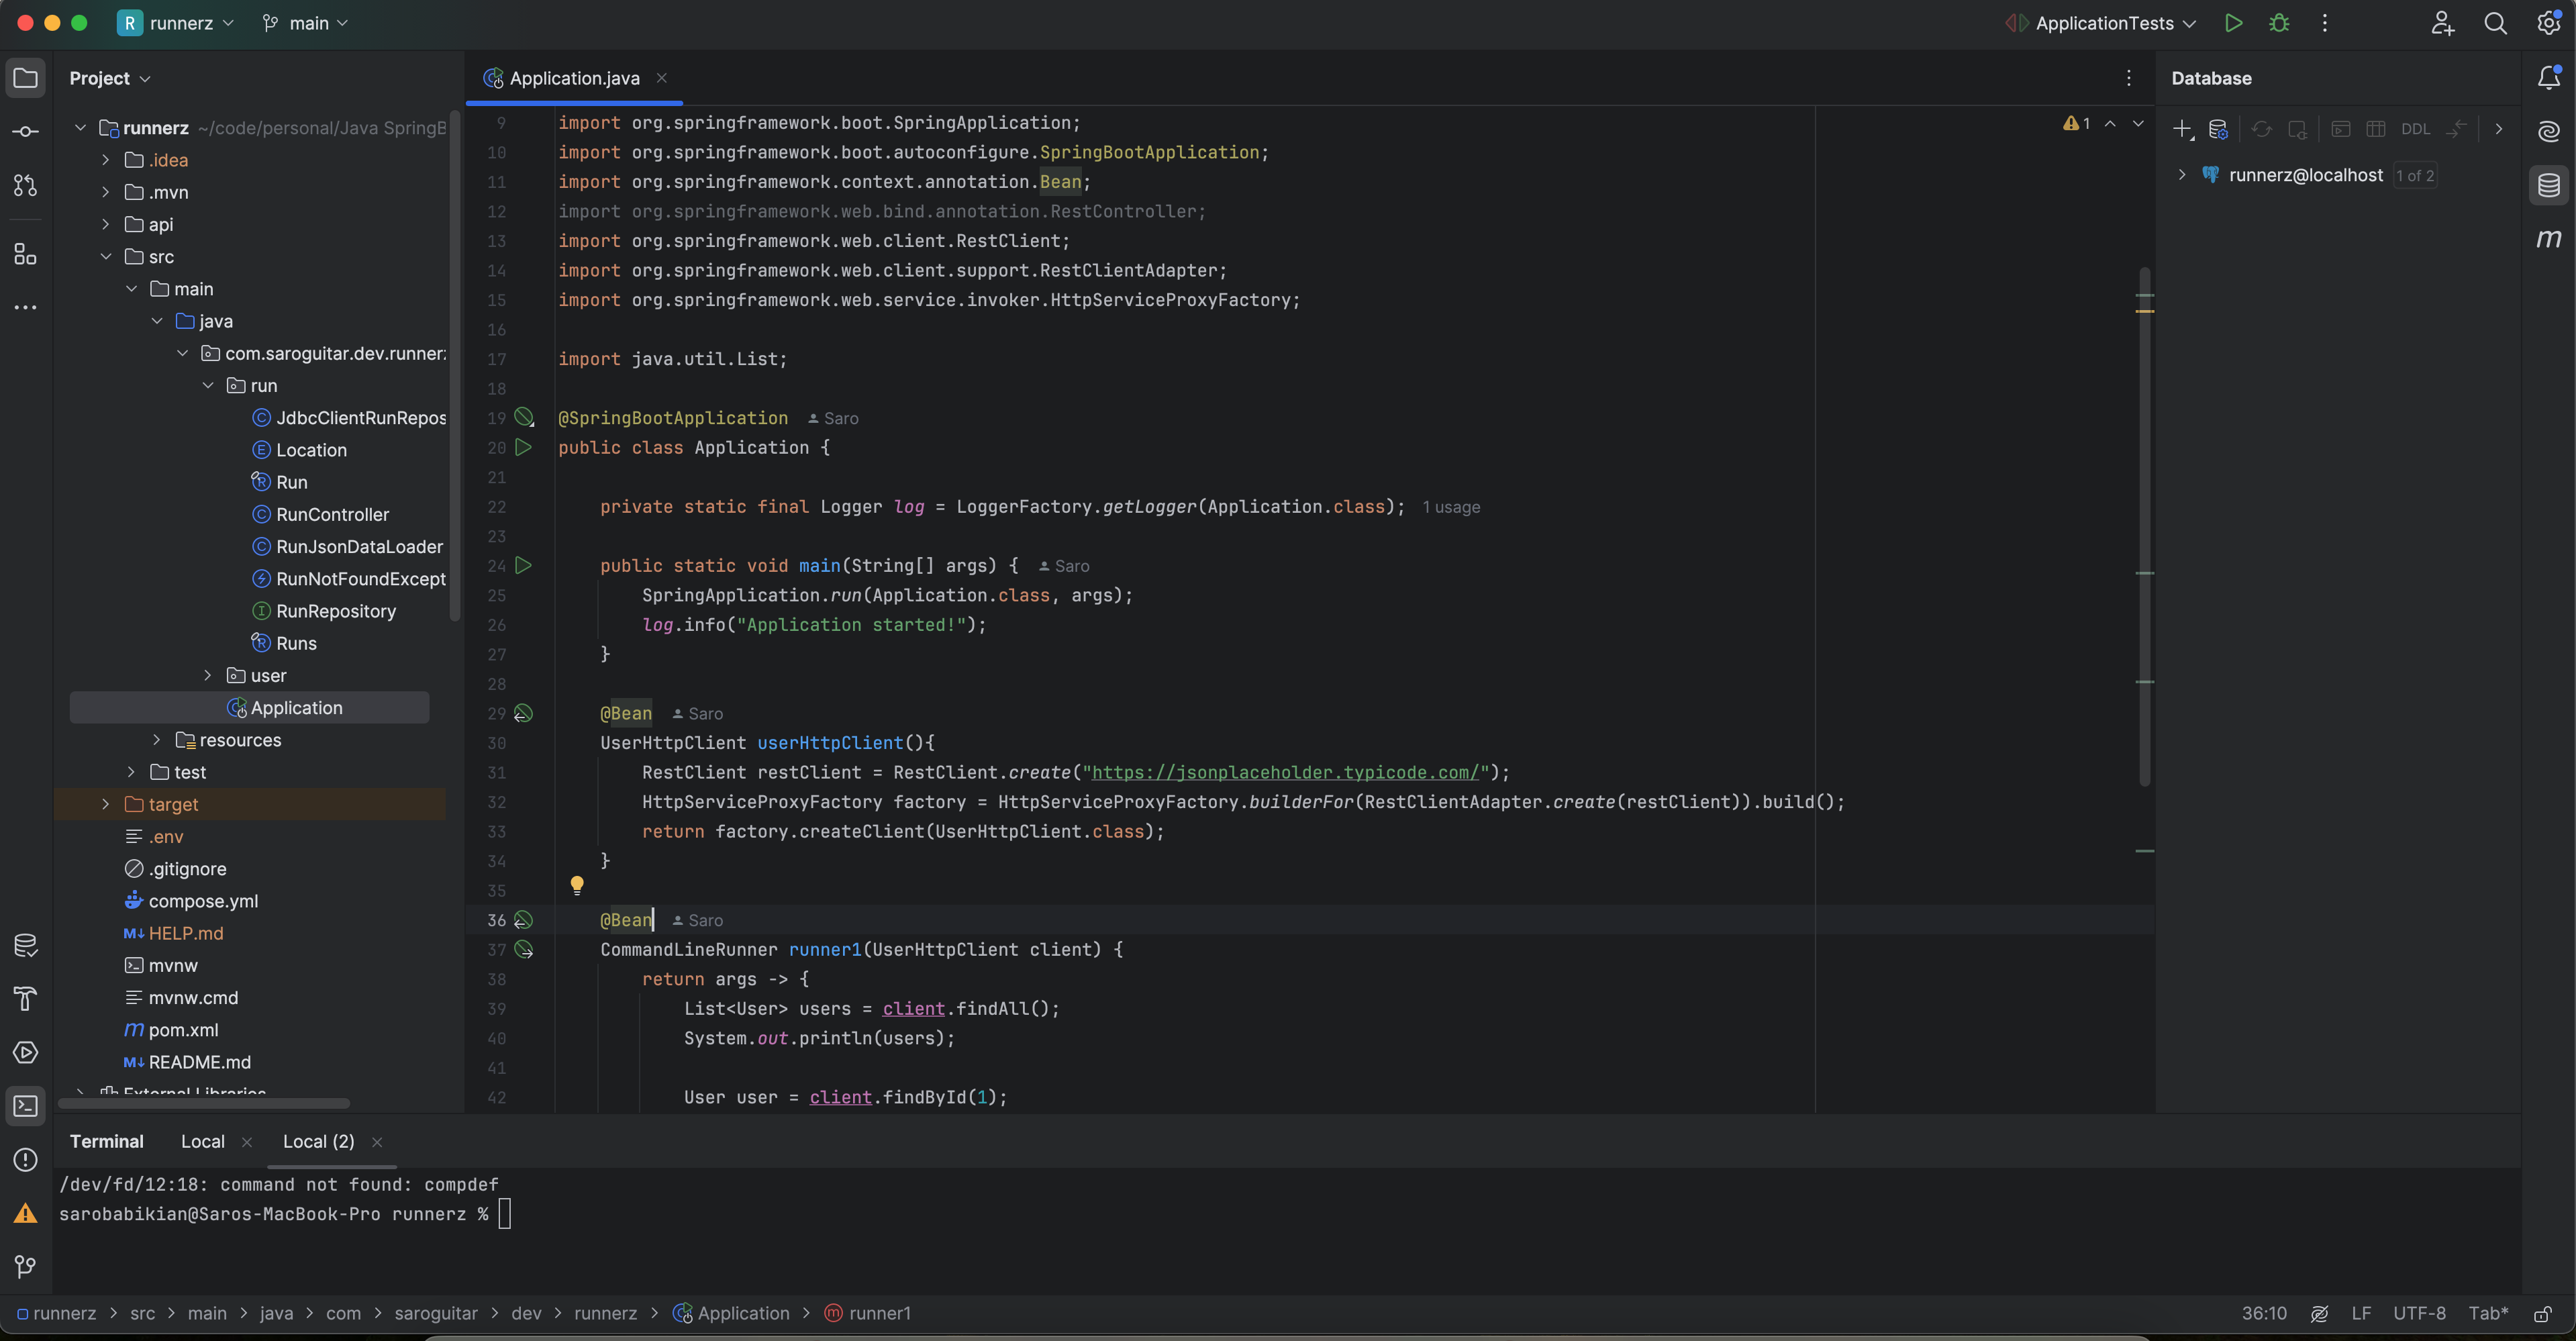 R runnerz main
ApplicationTests
Project
Application.java
Database
runnerz ~/code/personal/Java SpringB
.idea
.mvn
api
src
main
java
com.saroguitar.dev.runner
run
JdbcClientRunRepos
Location
Run
RunController
RunJsonDataLoader
RunNotFoundExcept
RunRepository
Runs
user
Application
resources
test
target
.env
.gitignore
compose.yml
HELP.md
mvnw
mvnw.cmd
pom.xml
README.md
External Libraries
9 import org.springframework.boot.SpringApplication;
10 import org.springframework.boot.autoconfigure.SpringBootApplication;
11 import org.springframework.context.annotation.Bean;
12 import org.springframework.web.bind.annotation.RestController;
13 import org.springframework.web.client.RestClient;
14 import org.springframework.web.client.support.RestClientAdapter;
15 import org.springframework.web.service.invoker.HttpServiceProxyFactory;
16
17 import java.util.List;
18
19 @SpringBootApplication Saro
20 public class Application {
21
22 private static final Logger log = LoggerFactory.getLogger(Application.class); 1 usage
23
24 public static void main(String[] args) { Saro
25 SpringApplication.run(Application.class, args);
26 log.info("Application started!");
27 }
28
29 @Bean Saro
30 UserHttpClient userHttpClient(){
31 RestClient restClient = RestClient.create("https://jsonplaceholder.typicode.com/");
32 HttpServiceProxyFactory factory = HttpServiceProxyFactory.builderFor(RestClientAdapter.create(restClient)).build();
33 return factory.createClient(UserHttpClient.class);
34 }
35
36 @Bean Saro
37 CommandLineRunner runner1(UserHttpClient client) {
38 return args -> {
39 List<User> users = client.findAll();
40 System.out.println(users);
41
42 User user = client.findById(1);
1
DDL
runnerz@localhost 1 of 2
m
Terminal Local Local (2)
/dev/fd/12:18: command not found: compdef
sarobabikian@Saros-MacBook-Pro runnerz %
runnerz > src > main > java > com > saroguitar > dev > runnerz > Application > runner1
36:10 LF UTF-8 Tab*